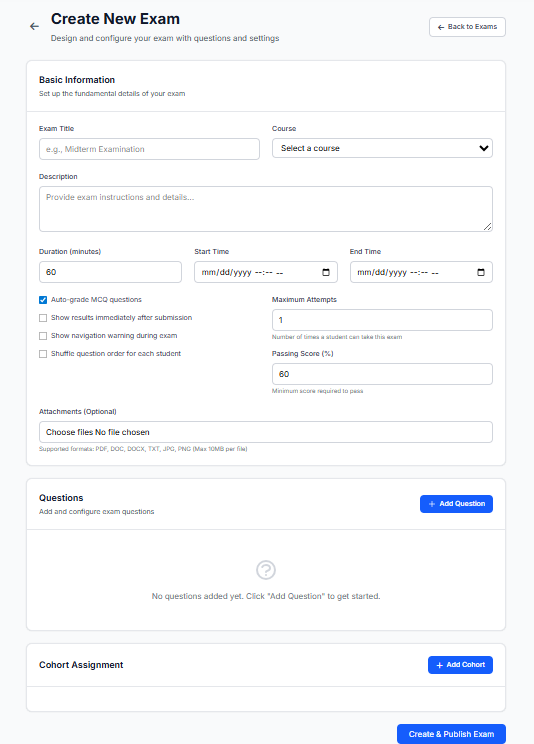 Create New Exam
Design and configure your exam with questions and settings
← Back to Exams
Basic Information
Set up the fundamental details of your exam
Exam Title
Course
e.g., Midterm Examination
Select a course
Description
Provide exam instructions and details...
Duration (minutes)
Start Time
End Time
60
mm/dd/yyyy --:-- --
mm/dd/yyyy --:-- --
Auto-grade MCQ questions
Show results immediately after submission
Show navigation warning during exam
Shuffle question order for each student
Maximum Attempts
1
Number of times a student can take this exam
Passing Score (%)
60
Minimum score required to pass
Attachments (Optional)
Choose files No file chosen
Supported formats: PDF, DOC, DOCX, TXT, JPG, PNG (Max 10MB per file)
Questions
Add and configure exam questions
+ Add Question
No questions added yet. Click "Add Question" to get started.
Cohort Assignment
+ Add Cohort
Create & Publish Exam